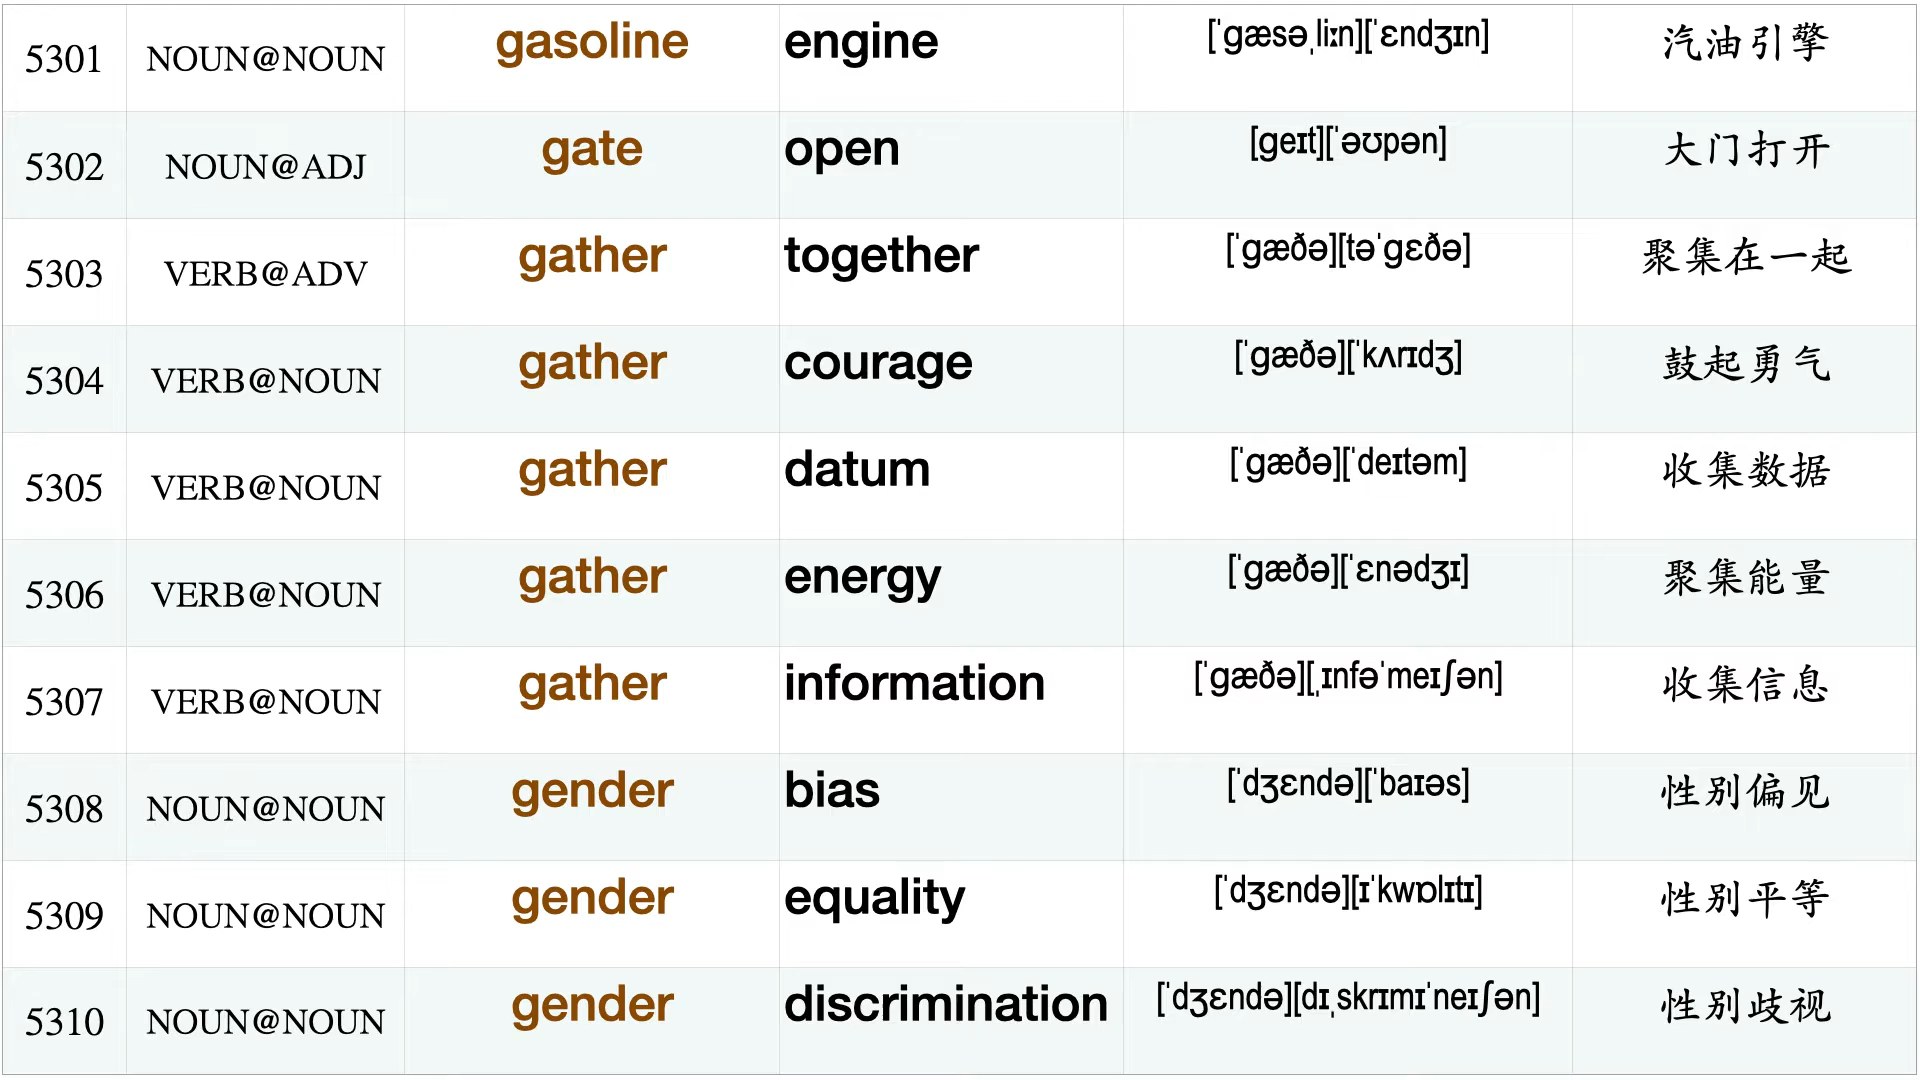 5301 NOUN@NOUN gasoline engine [ˈgæsəˌliːn][ˈɛndʒɪn] 汽油引擎
5302 NOUN@ADJ gate open [geɪt][ˈəʊpən] 大门打开
5303 VERB@ADV gather together [ˈgæðə][təˈgɛðə] 聚集在一起
5304 VERB@NOUN gather courage [ˈgæðə][ˈkʌrɪdʒ] 鼓起勇气
5305 VERB@NOUN gather datum [ˈgæðə][ˈdeɪtəm] 收集数据
5306 VERB@NOUN gather energy [ˈgæðə][ˈɛnədʒɪ] 聚集能量
5307 VERB@NOUN gather information [ˈgæðə][ˌɪnfəˈmeɪʃən] 收集信息
5308 NOUN@NOUN gender bias [ˈdʒɛndə][ˈbaɪəs] 性别偏见
5309 NOUN@NOUN gender equality [ˈdʒɛndə][ɪˈkwɒlɪtɪ] 性别平等
5310 NOUN@NOUN gender discrimination [ˈdʒɛndə][dɪˌskrɪmɪˈneɪʃən] 性别歧视